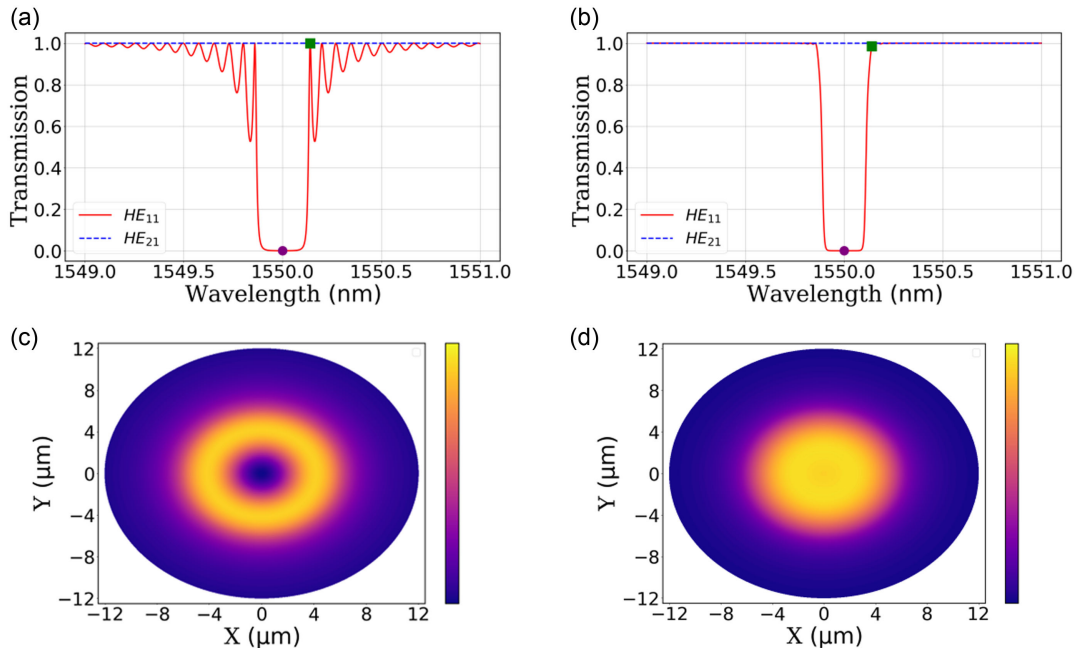 (a)
(b)
1.0
0.8
0.6
0.4
0.2
0.0
Transmission
HE11
HE21
1549.0 1549.5 1550.0 1550.5 1551.0
Wavelength (nm)
1.0
0.8
0.6
0.4
0.2
0.0
Transmission
HE11
HE21
1549.0 1549.5 1550.0 1550.5 1551.0
Wavelength (nm)
(c)
(d)
12
8
4
0
−4
−8
−12
Y (μm)
−12 −8 −4 0 4 8 12
X (μm)
12
8
4
0
−4
−8
−12
Y (μm)
−12 −8 −4 0 4 8 12
X (μm)